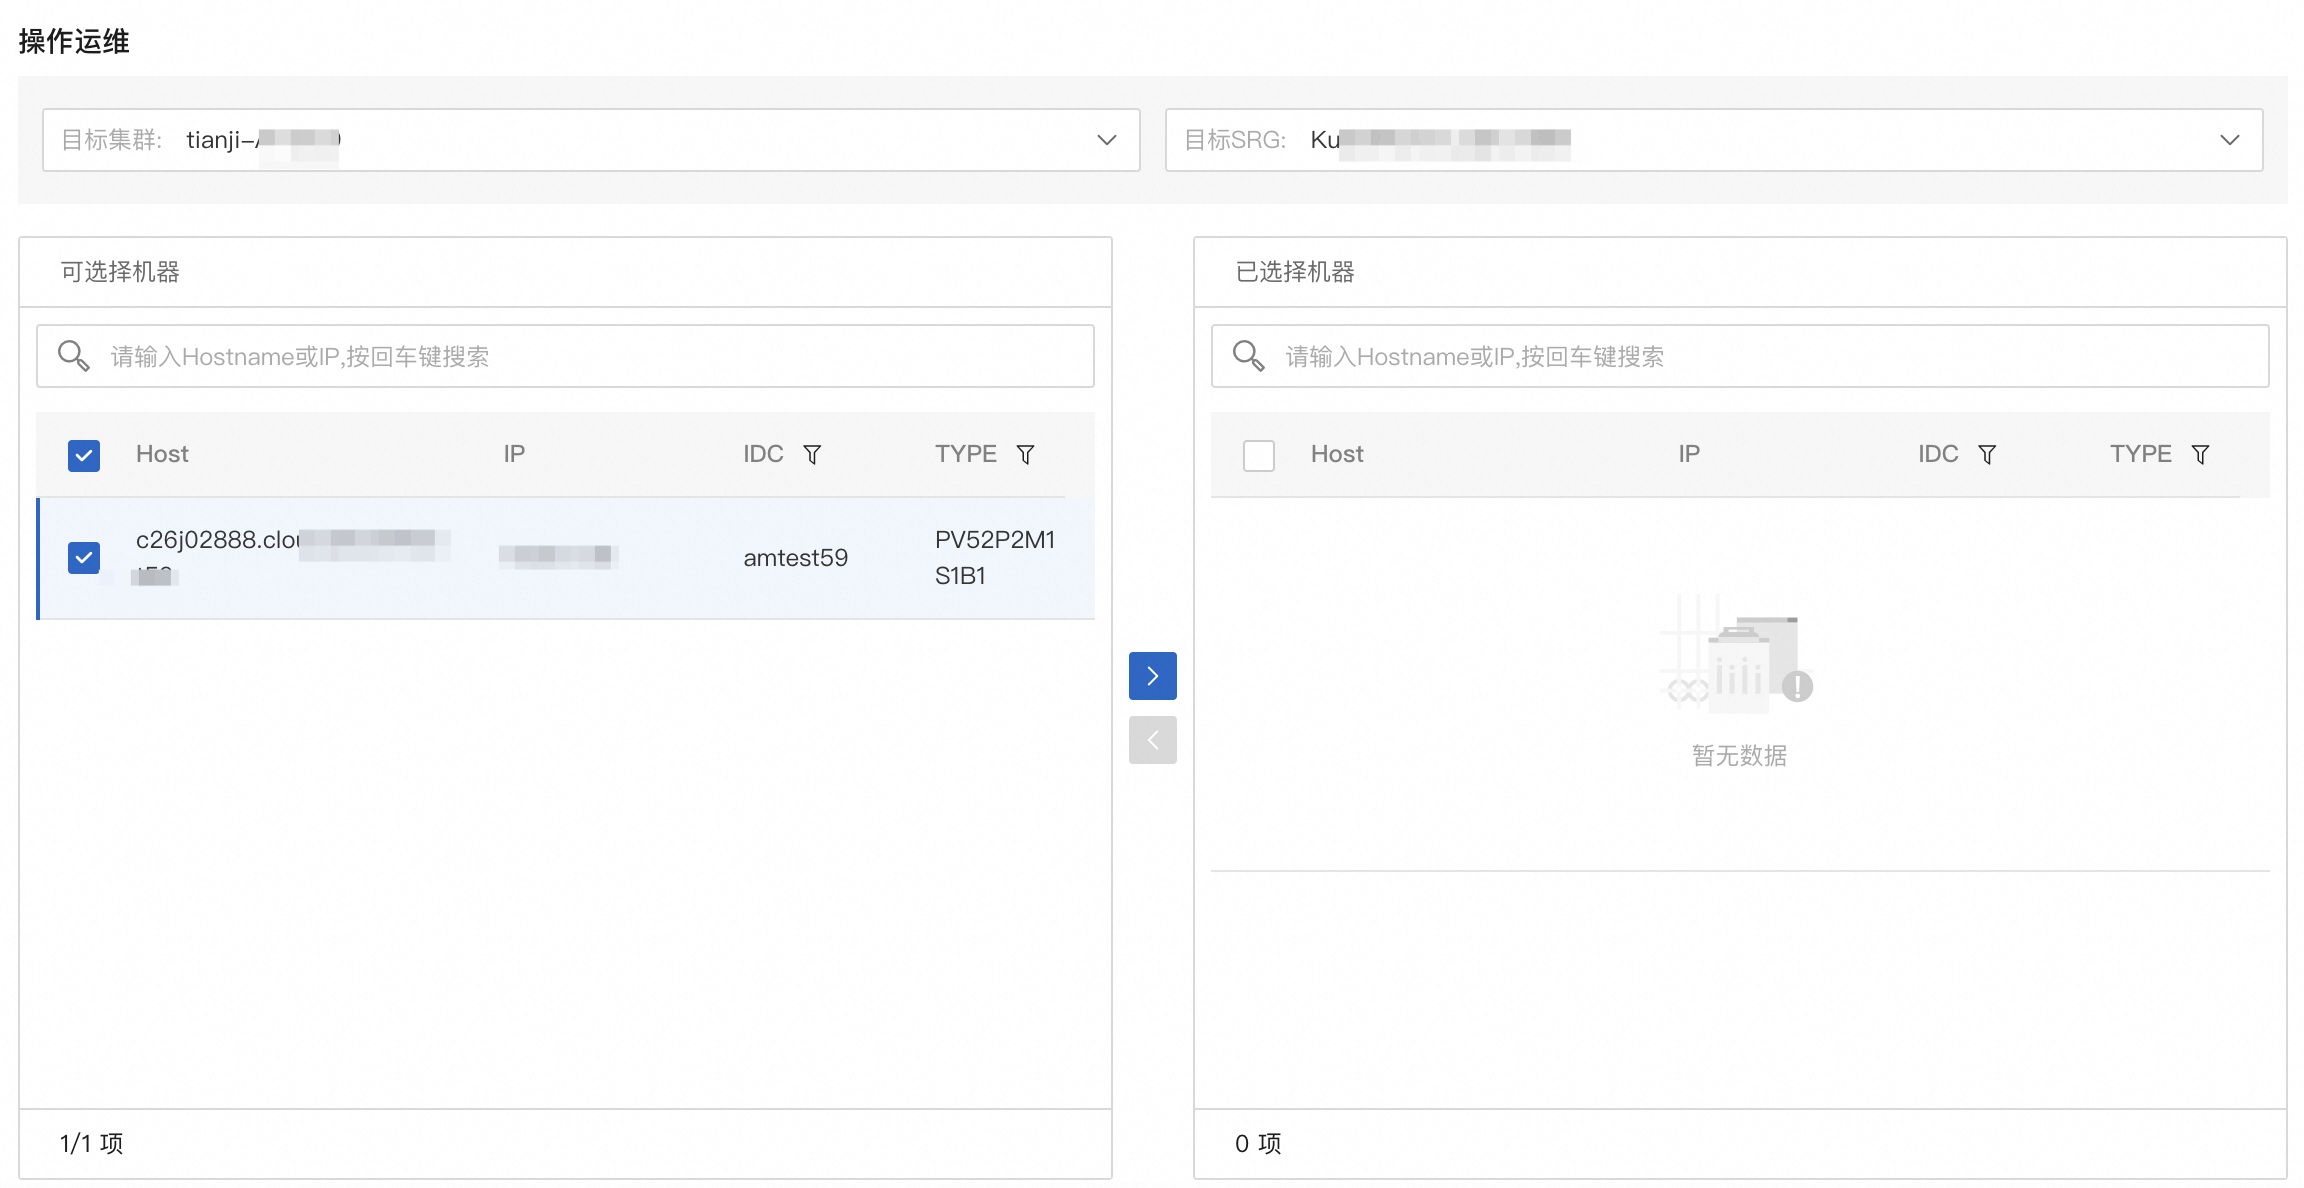 操作运维
目标集群: tianji-
目标SRG: Ku
可选择机器
已选择机器
请输入Hostname或IP,按回车键搜索
请输入Hostname或IP,按回车键搜索
Host IP IDC TYPE
Host IP IDC TYPE
c26j02888.clou amtest59 PV52P2M1
S1B1
暂无数据
1/1 项
0 项